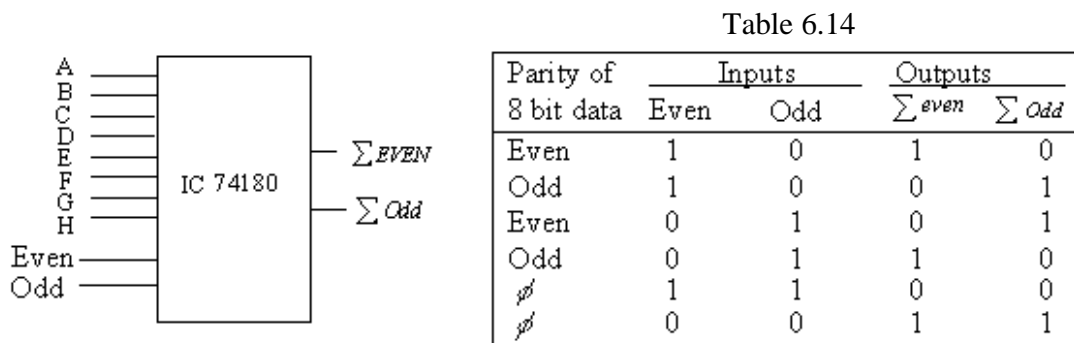 Table 6.14
A
B
C
D
E
F
G
H
Even
Odd
IC 74180
∑ EVEN
∑ Odd
Parity of Inputs Outputs
8 bit data Even Odd ∑ even ∑ Odd
Even 1 0 1 0
Odd 1 0 0 1
Even 0 1 0 1
Odd 0 1 1 0
ø 1 1 0 0
ø 0 0 1 1